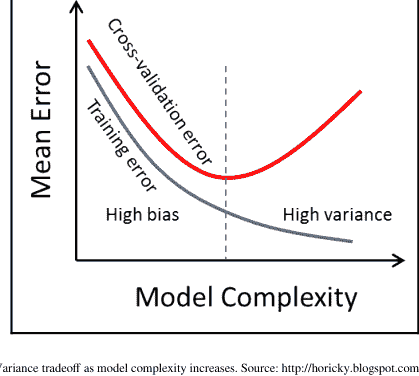 Cross-validation error
Training error
Mean Error
High bias
High variance
Model Complexity
Variance tradeoff as model complexity increases. Source: http://horicky.blogspot.com